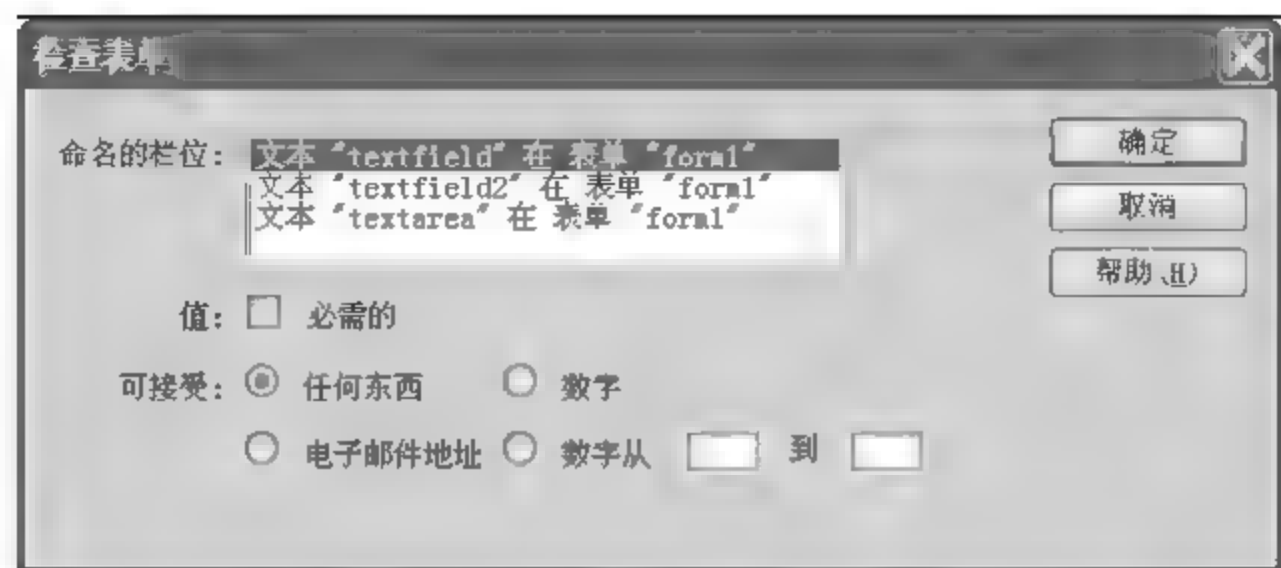 检查表单
命名的栏位: 文本 "textfield" 在 表单 "form1"
文本 "textfield2" 在 表单 "form1"
文本 "textarea" 在 表单 "form1"
确定
取消
帮助(H)
值: 必需的
可接受: 任何东西 数字
电子邮件地址 数字从 到